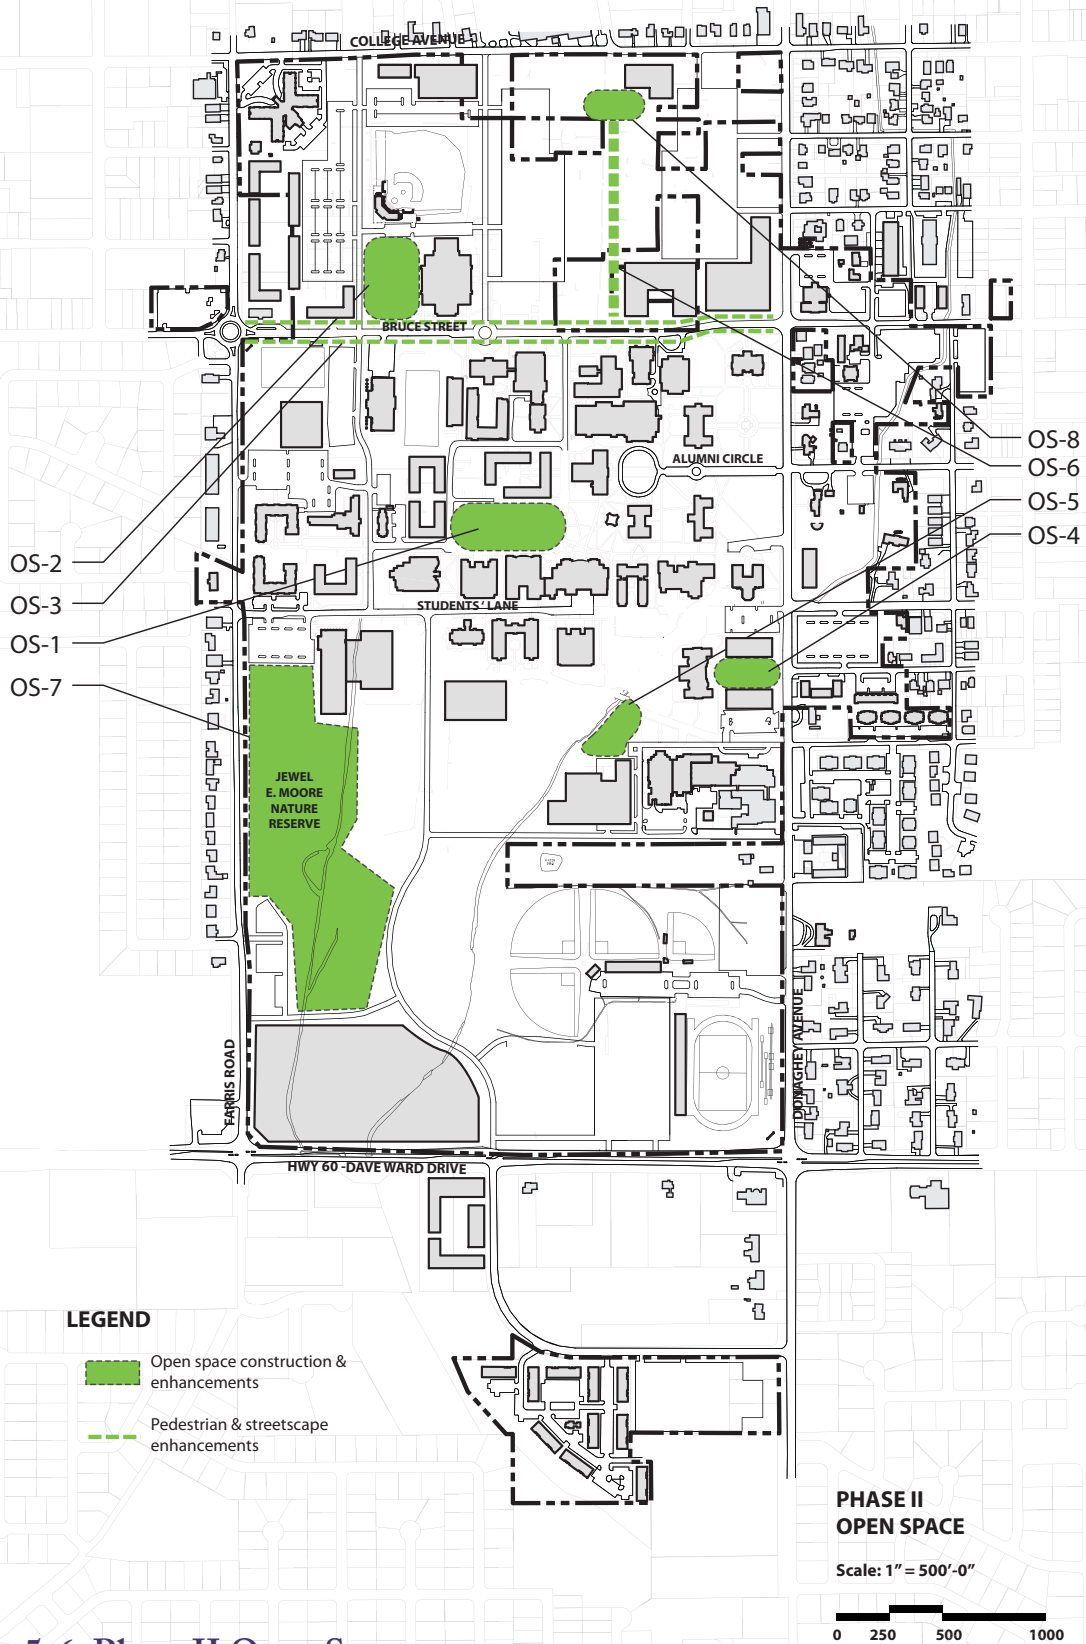 COLLEGE AVENUE
BRUCE STREET
ALUMNI CIRCLE
OS-8
OS-6
OS-5
OS-4
OS-2
OS-3
OS-1
OS-7
STUDENTS' LANE
JEWEL
E. MOORE
NATURE
RESERVE
FARRIS ROAD
DONAGHEY AVENUE
HWY 60 -DAVE WARD DRIVE
LEGEND
Open space construction &
enhancements
Pedestrian & streetscape
enhancements
PHASE II
OPEN SPACE
Scale: 1" = 500'-0"
0 250 500 1000